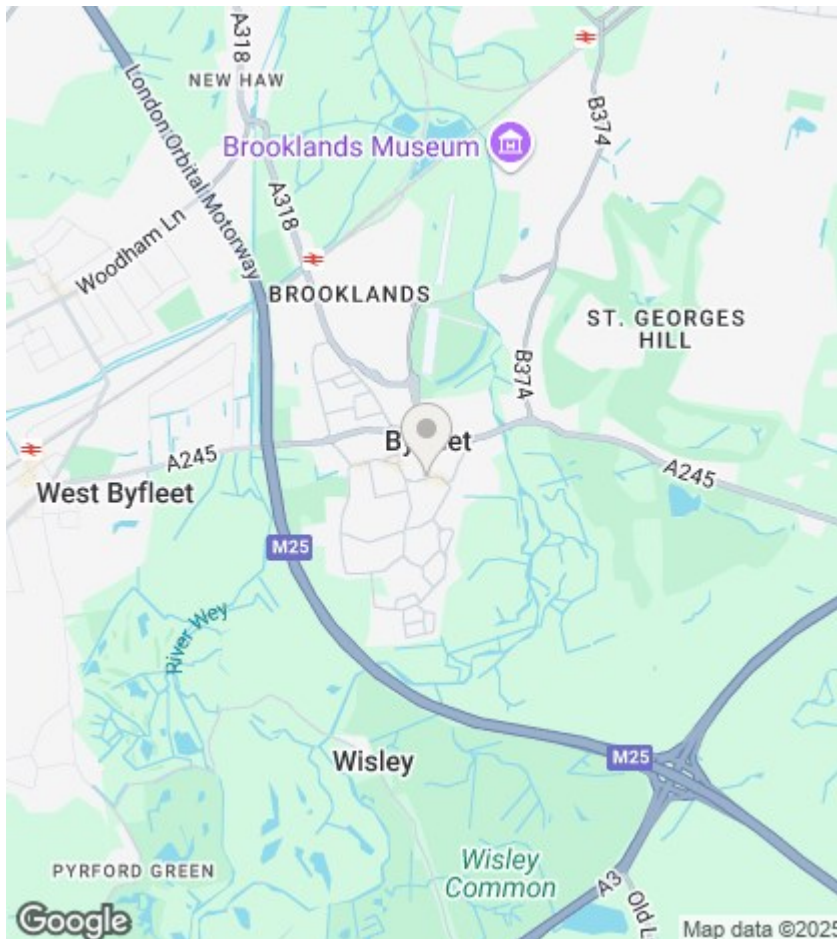 A318
NEW HAW
London Orbital Motorway
B374
Brooklands Museum
A318
Woodham Ln
BROOKLANDS
ST. GEORGES
HILL
B374
A245
A245
West Byfleet
M25
River Wey
M25
Wisley
PYRFORD GREEN
Wisley
Common
A3
Google
Map data ©2025